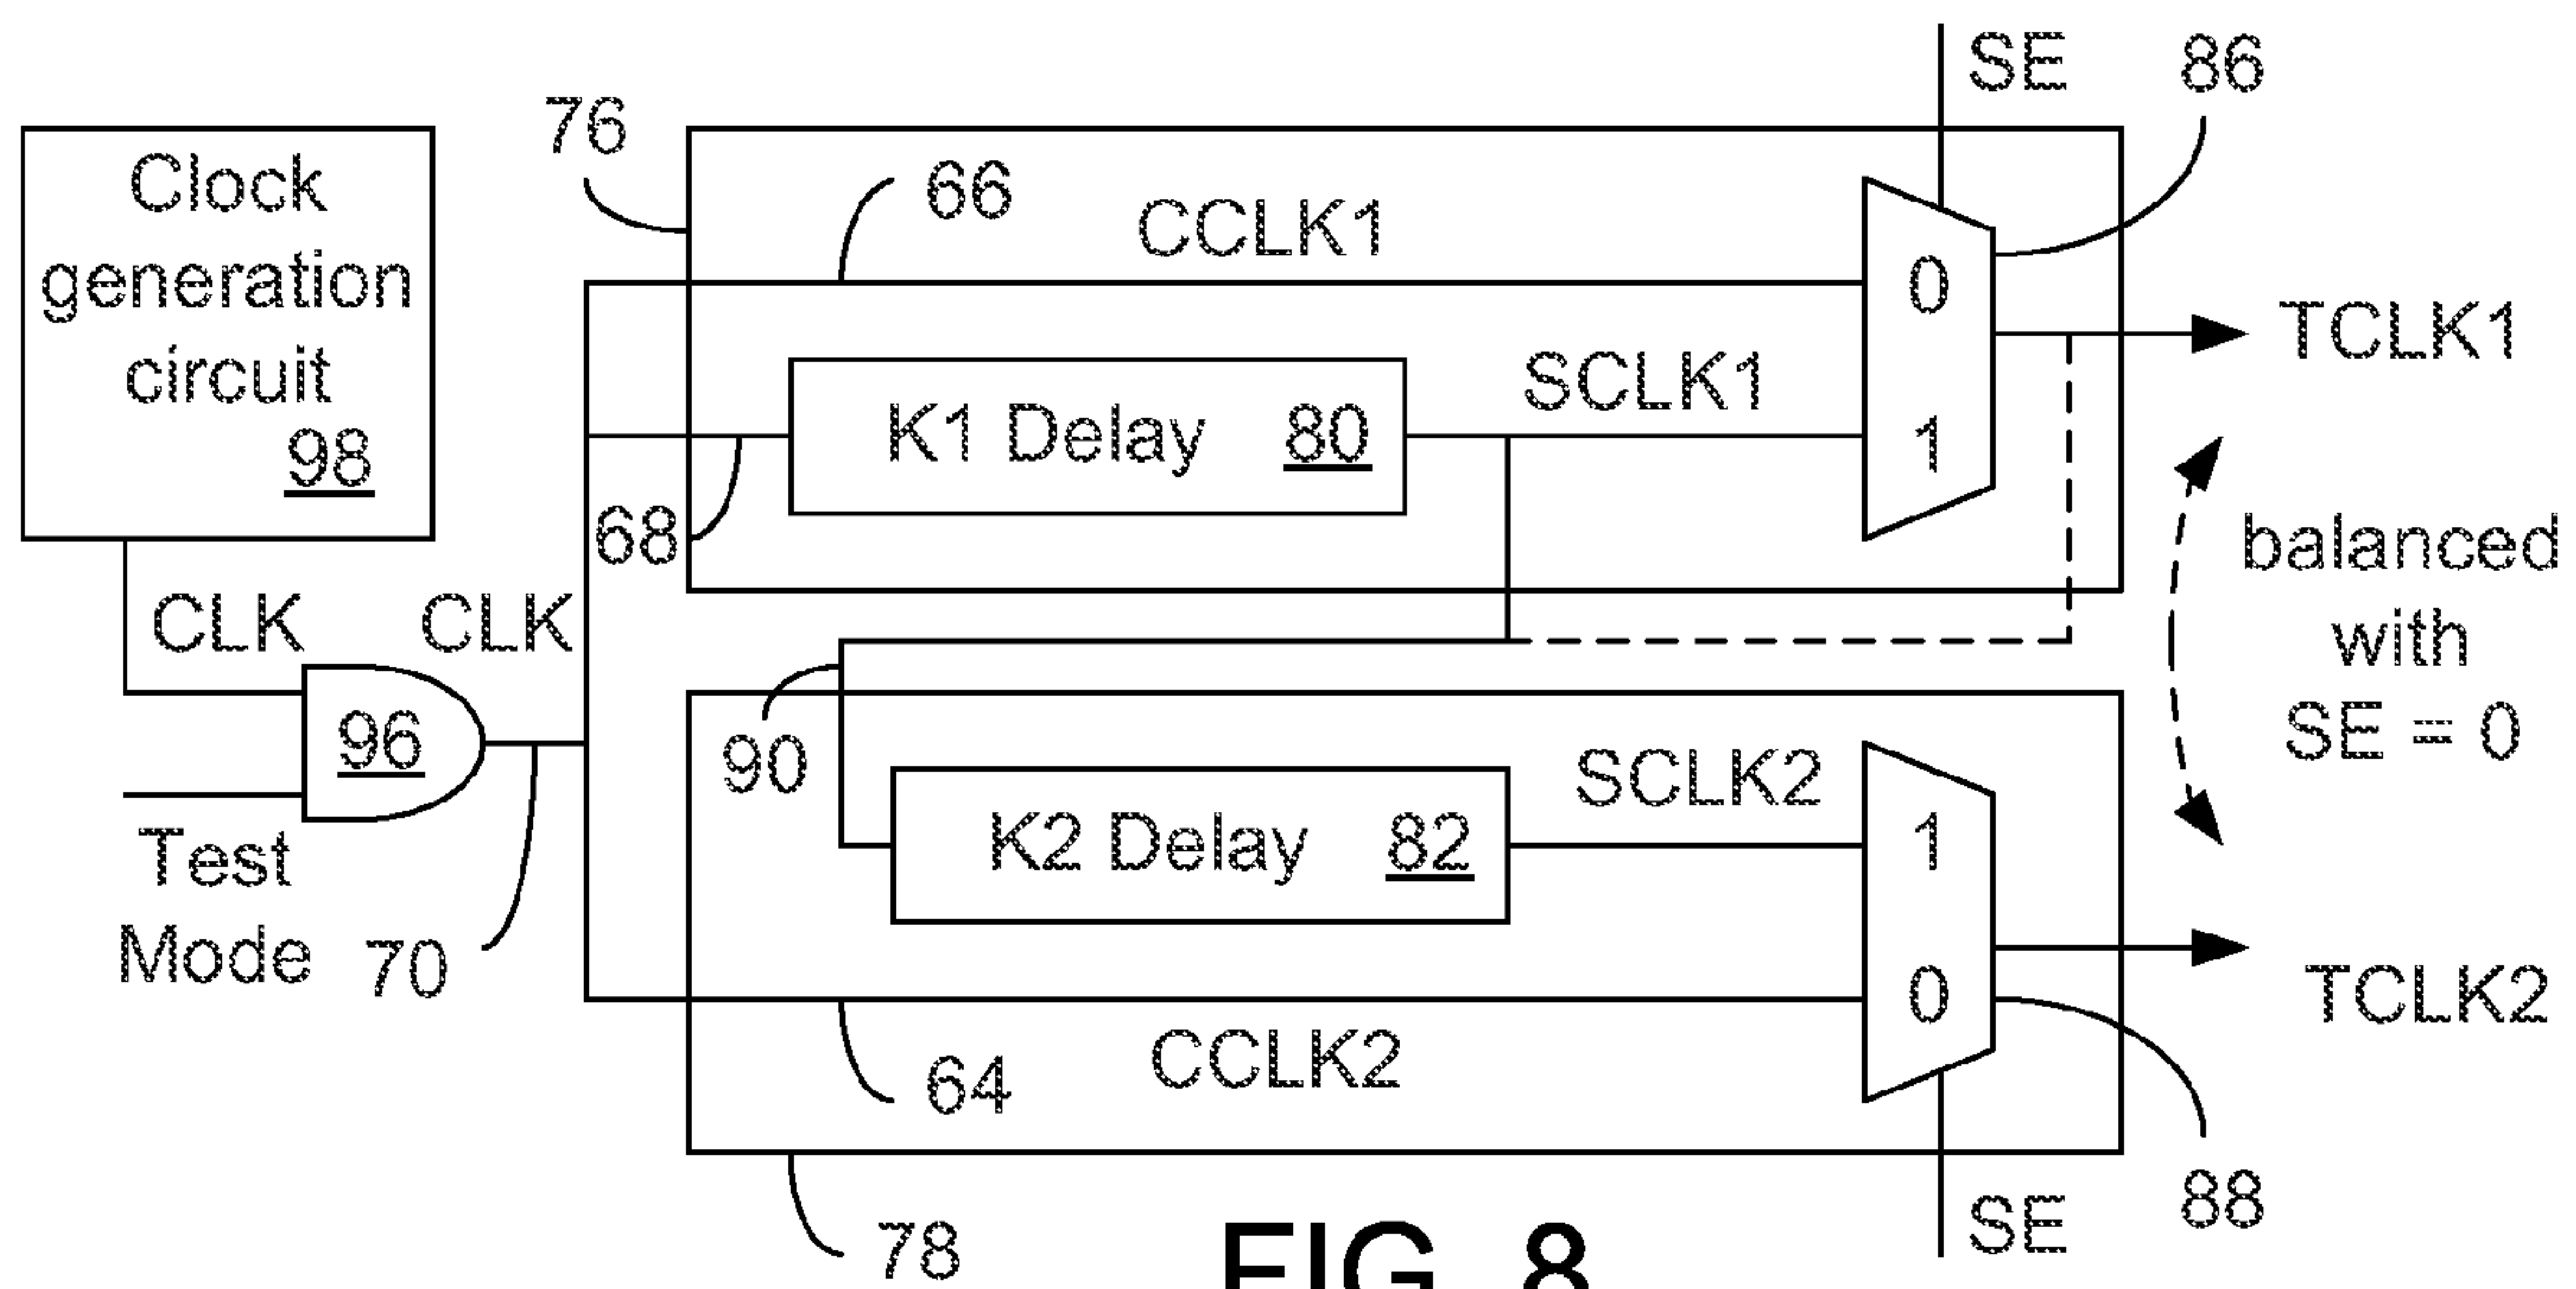 Clock
generation
circuit
98
CLK
CLK
96
Test
Mode
70
76
66
CCLK1
SE
86
0
TCLK1
K1 Delay 80
SCLK1
1
68
balanced
with
SE = 0
90
K2 Delay 82
SCLK2
1
0
TCLK2
64
CCLK2
78
SE
88
FIG. 8